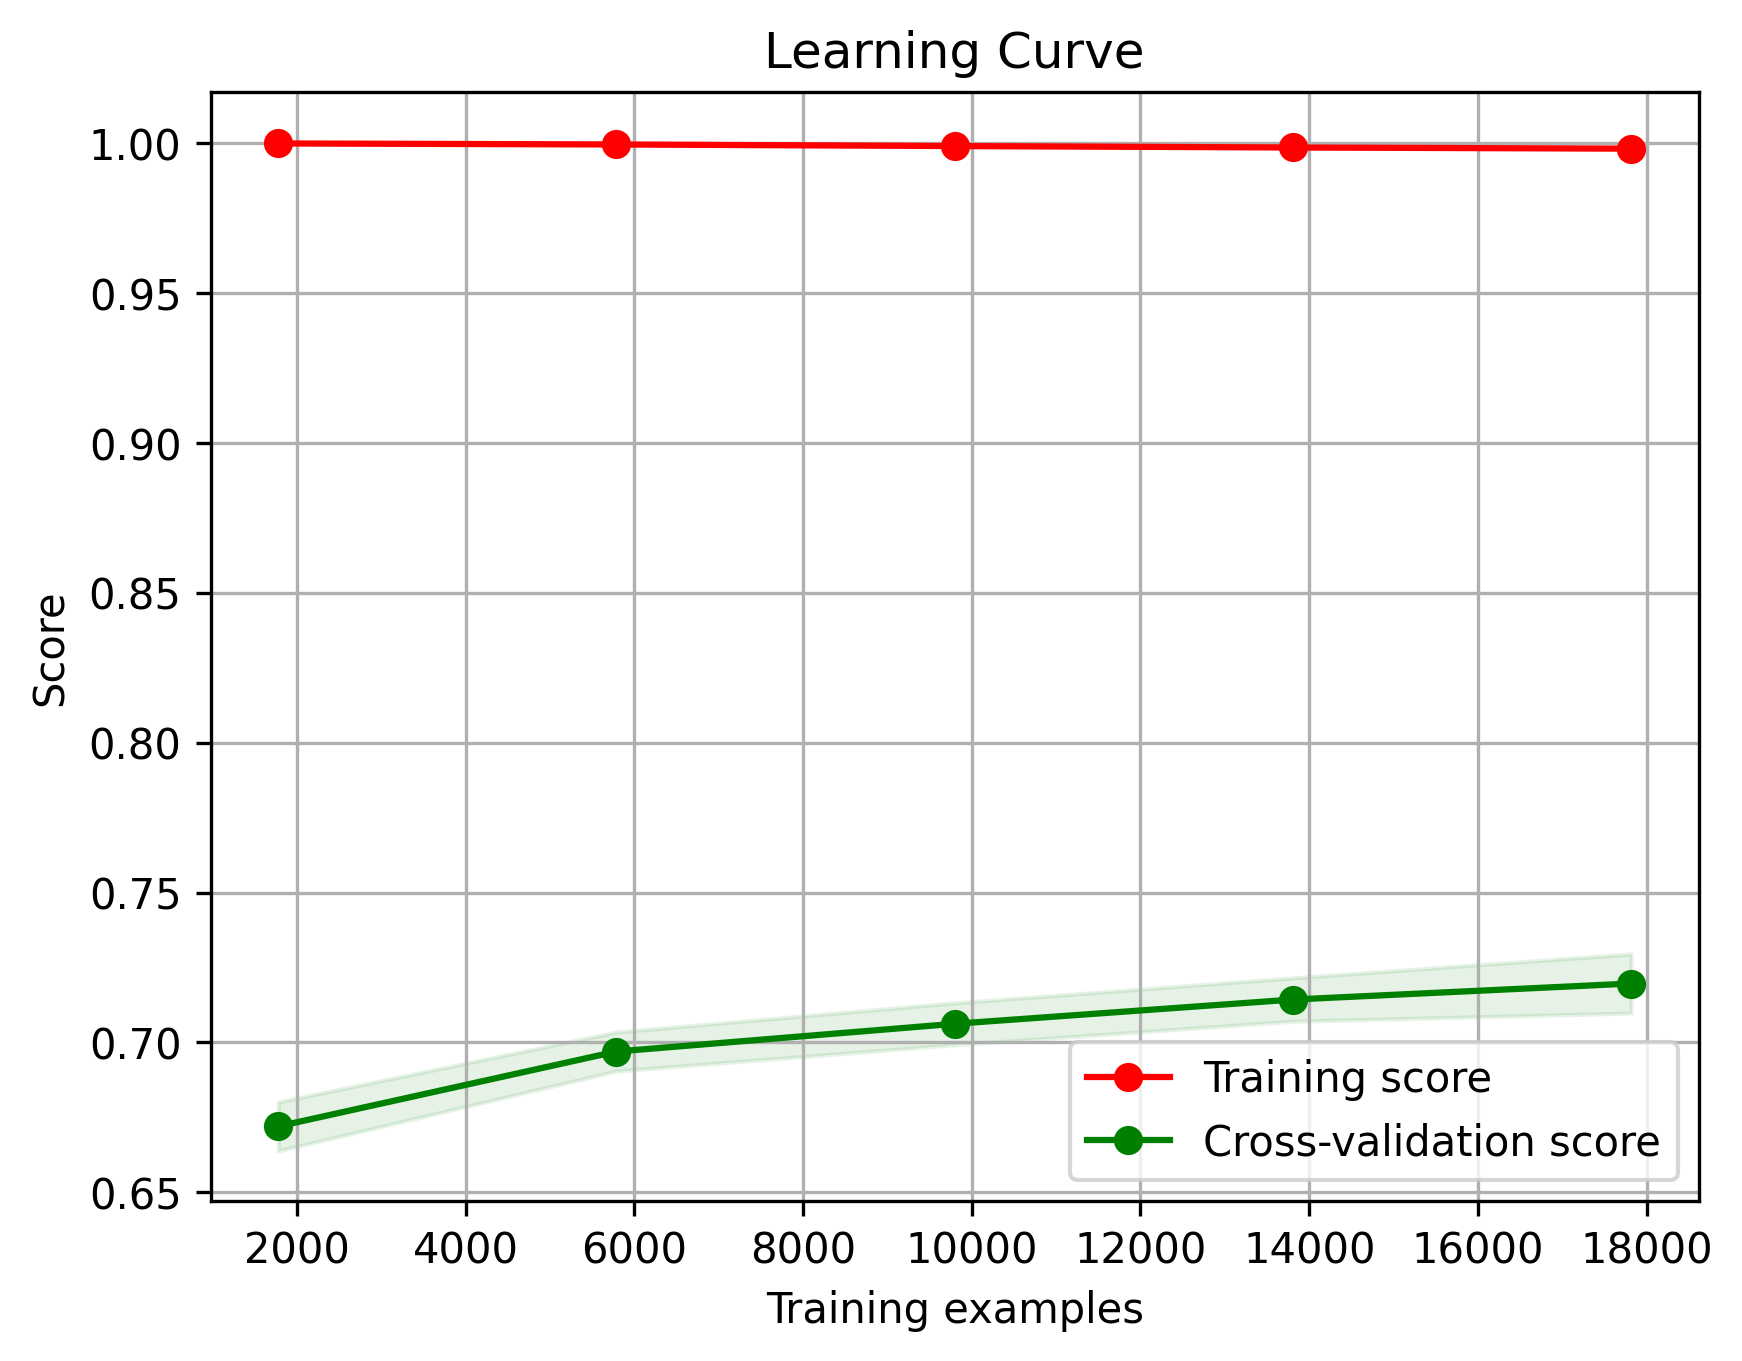 Learning Curve
1.00
0.95
0.90
0.85
0.80
0.75
0.70
0.65
Score
Training score
Cross-validation score
2000 4000 6000 8000 10000 12000 14000 16000 18000
Training examples